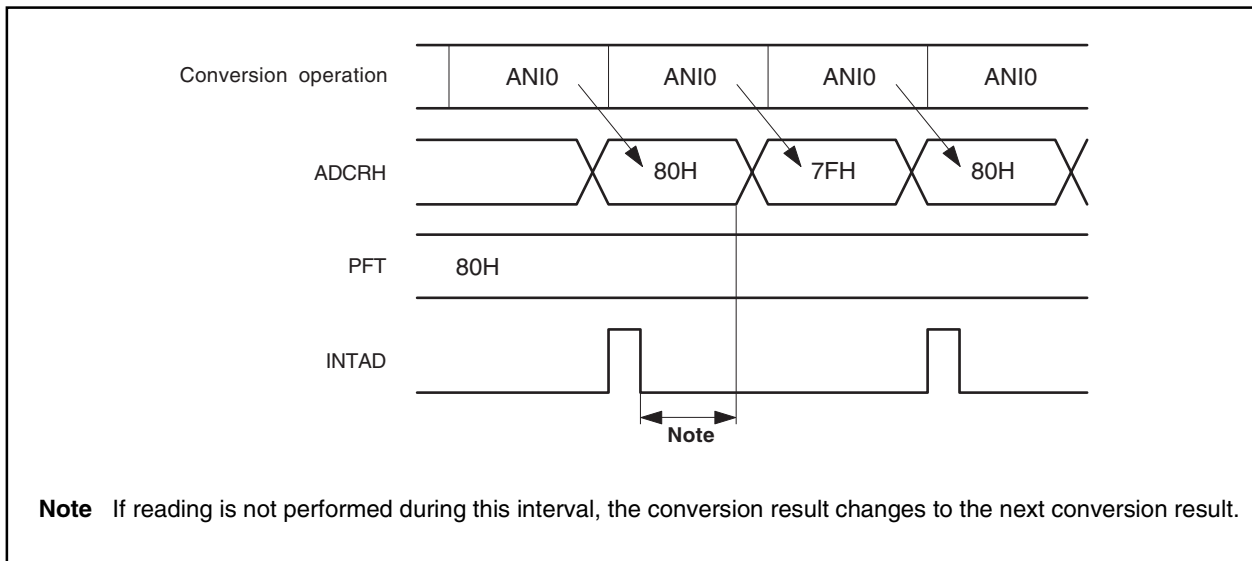 Conversion operation ANI0 ANI0 ANI0 ANI0
ADCRH 80H 7FH 80H
PFT 80H
INTAD
Note
Note If reading is not performed during this interval, the conversion result changes to the next conversion result.